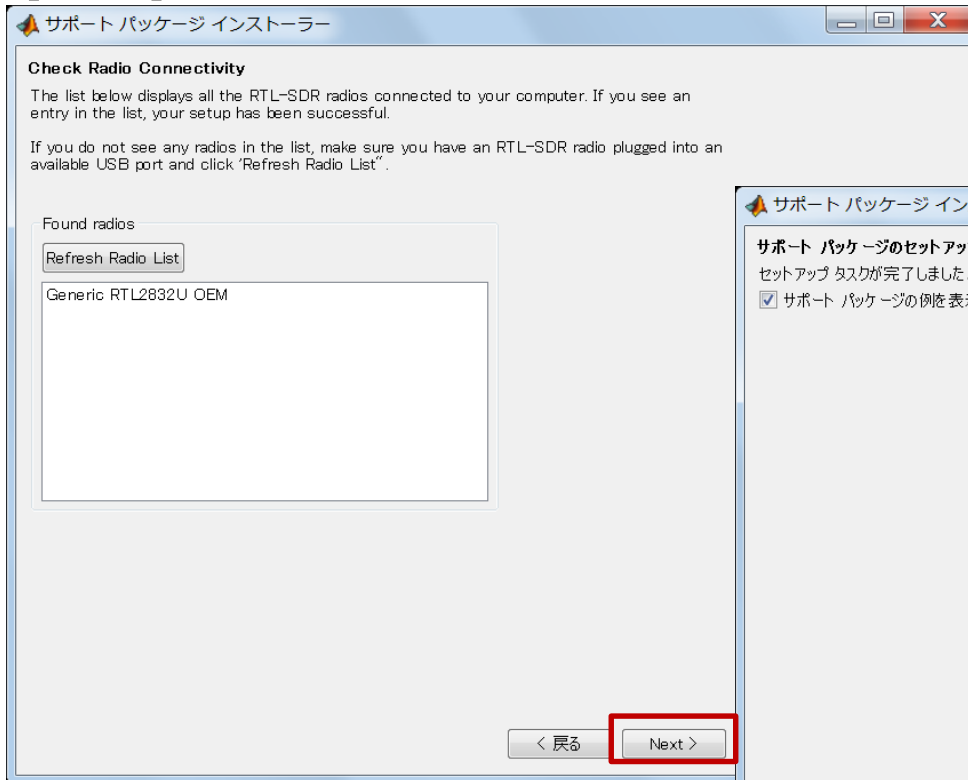 サポート パッケージ インストーラー
Check Radio Connectivity
The list below displays all the RTL-SDR radios connected to your computer. If you see an
entry in the list, your setup has been successful.
If you do not see any radios in the list, make sure you have an RTL-SDR radio plugged into an
available USB port and click 'Refresh Radio List".
Found radios
Refresh Radio List
Generic RTL2832U OEM
< 戻る
Next >
サポート パッケージ イン
サポート パッケージのセットアッ
セットアップ タスクが完了しました
サポート パッケージの例を表